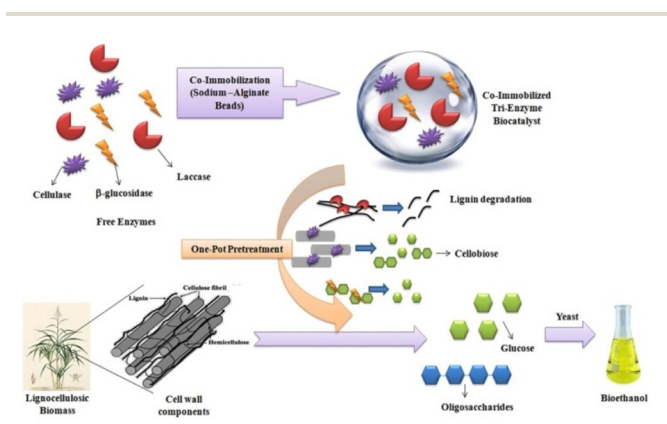 Co-Immobilization
(Sodium –Alginate
Beads)
Co-Immobilized
Tri-Enzyme
Biocatalyst
Laccase
Cellulase
β-glucosidase
Free Enzymes
Lignin degradation
One-Pot Pretreatment
Cellobiose
Cellulose fibril
Lignin
Hemicellulose
Yeast
Glucose
Lignocellulosic
Biomass
Cell wall
components
Oligosaccharides
Bioethanol